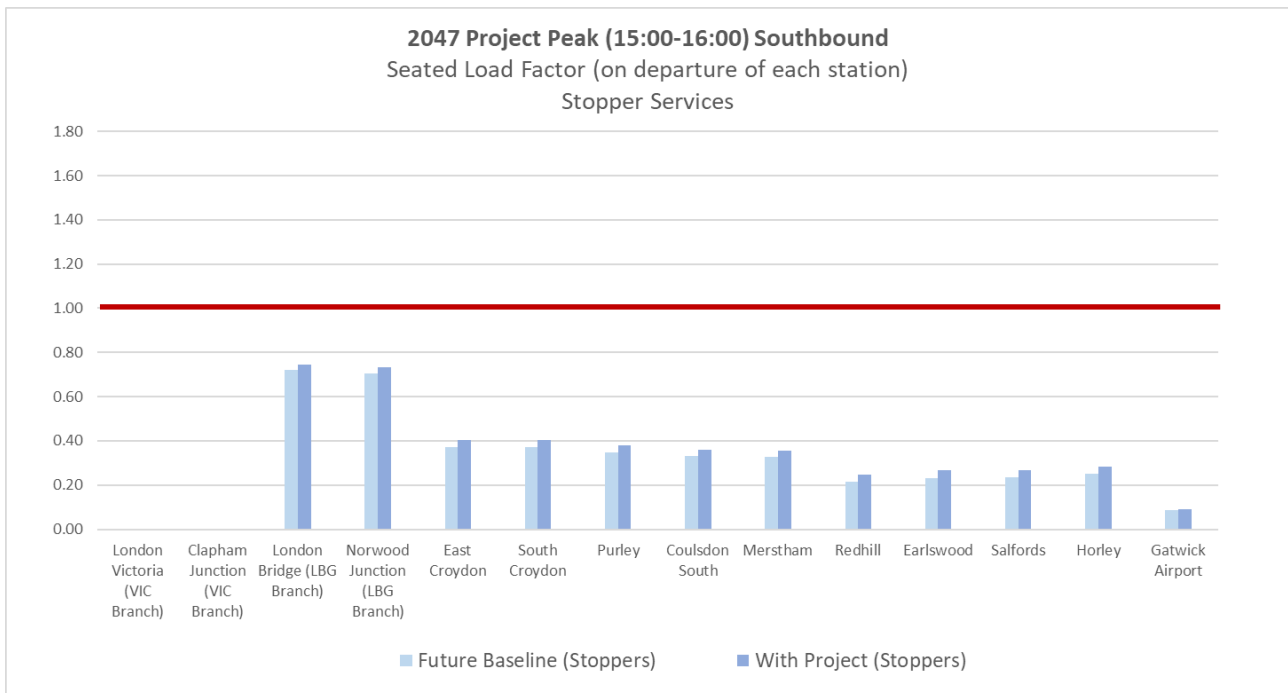 2047 Project Peak (15:00-16:00) Southbound
Seated Load Factor (on departure of each station)
Stopper Services
1.80
1.60
1.40
1.20
1.00
0.80
0.60
0.40
0.20
0.00
London
Victoria
(VIC
Branch)
Clapham
Junction
(VIC
Branch)
London
Bridge (LBG
Branch)
Norwood
Junction
(LBG
Branch)
East
Croydon
South
Croydon
Purley
Coulsdon
South
Merstham
Redhill
Earlswood
Salfords
Horley
Gatwick
Airport
Future Baseline (Stoppers)
With Project (Stoppers)